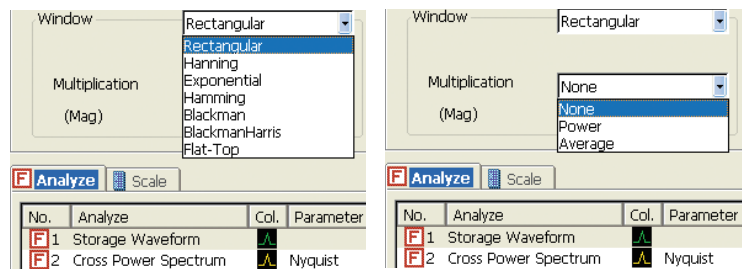 Window Rectangular
Rectangular
Hanning
Multiplication Exponential
Hamming
(Mag) Blackman
BlackmanHarris
Flat-Top
F Analyze Scale
No. Analyze Col. Parameter
F 1 Storage Waveform
F 2 Cross Power Spectrum Nyquist
Window Rectangular
Multiplication None
(Mag) None
Power
Average
F Analyze Scale
No. Analyze Col. Parameter
F 1 Storage Waveform
F 2 Cross Power Spectrum Nyquist